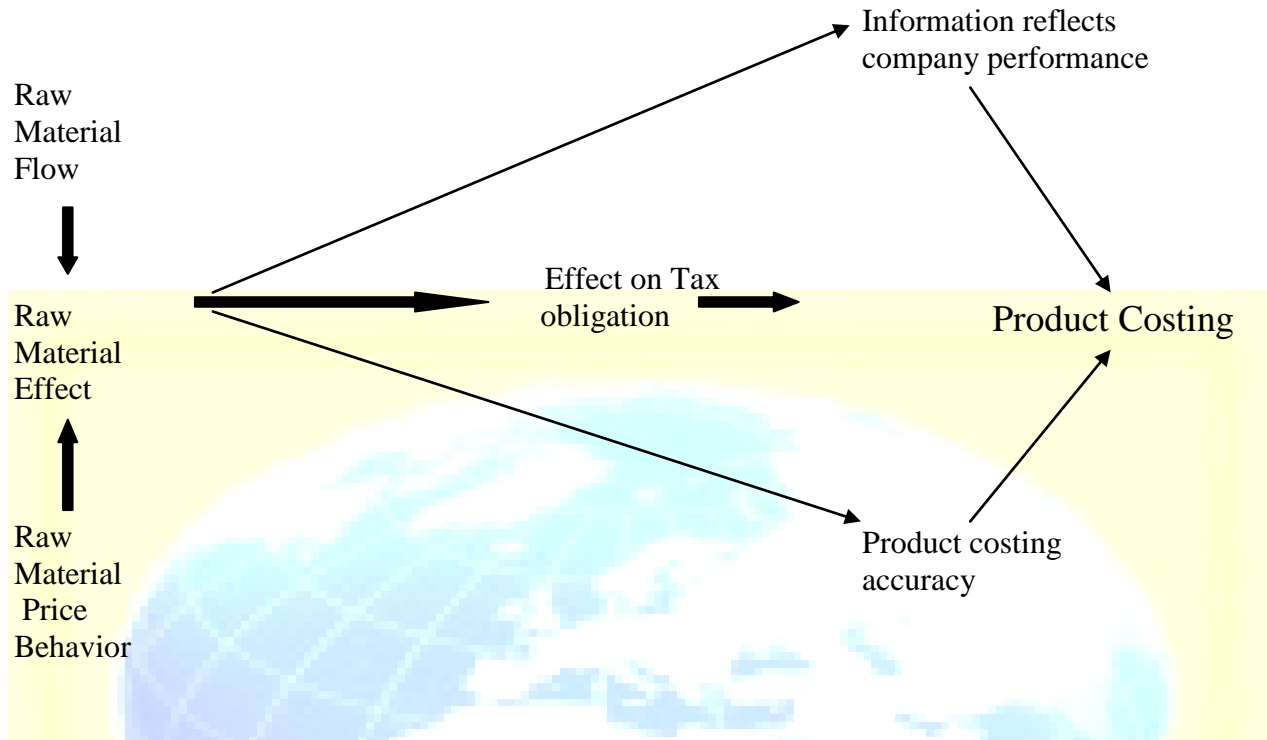 Information reflects
company performance
Raw
Material
Flow
Effect on Tax
obligation
Raw
Material
Effect
Product Costing
Raw
Material
Price
Behavior
Product costing
accuracy